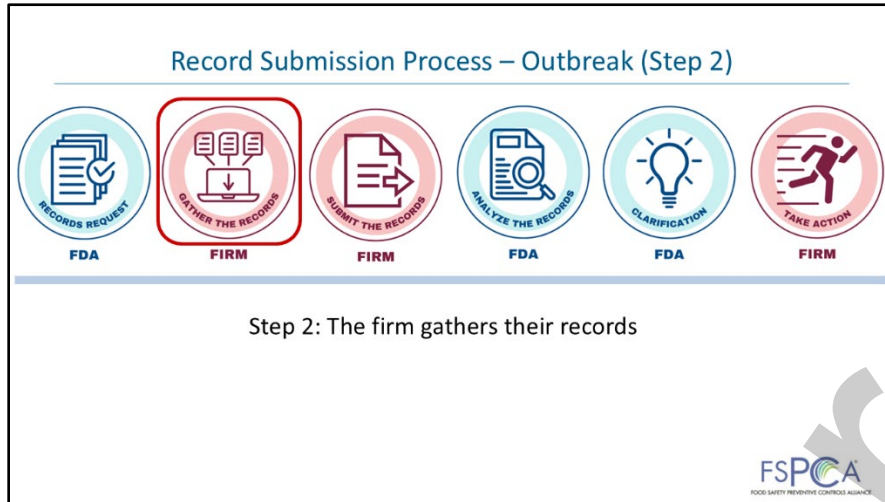 Record Submission Process – Outbreak (Step 2)
RECORDS REQUEST
GATHER THE RECORDS
SUBMIT THE RECORDS
ANALYZE THE RECORDS
CLARIFICATION
TAKE ACTION
FDA
FIRM
FIRM
FDA
FDA
FIRM
Step 2: The firm gathers their records
FSPCA
FOOD SAFETY PREVENTIVE CONTROLS ALLIANCE